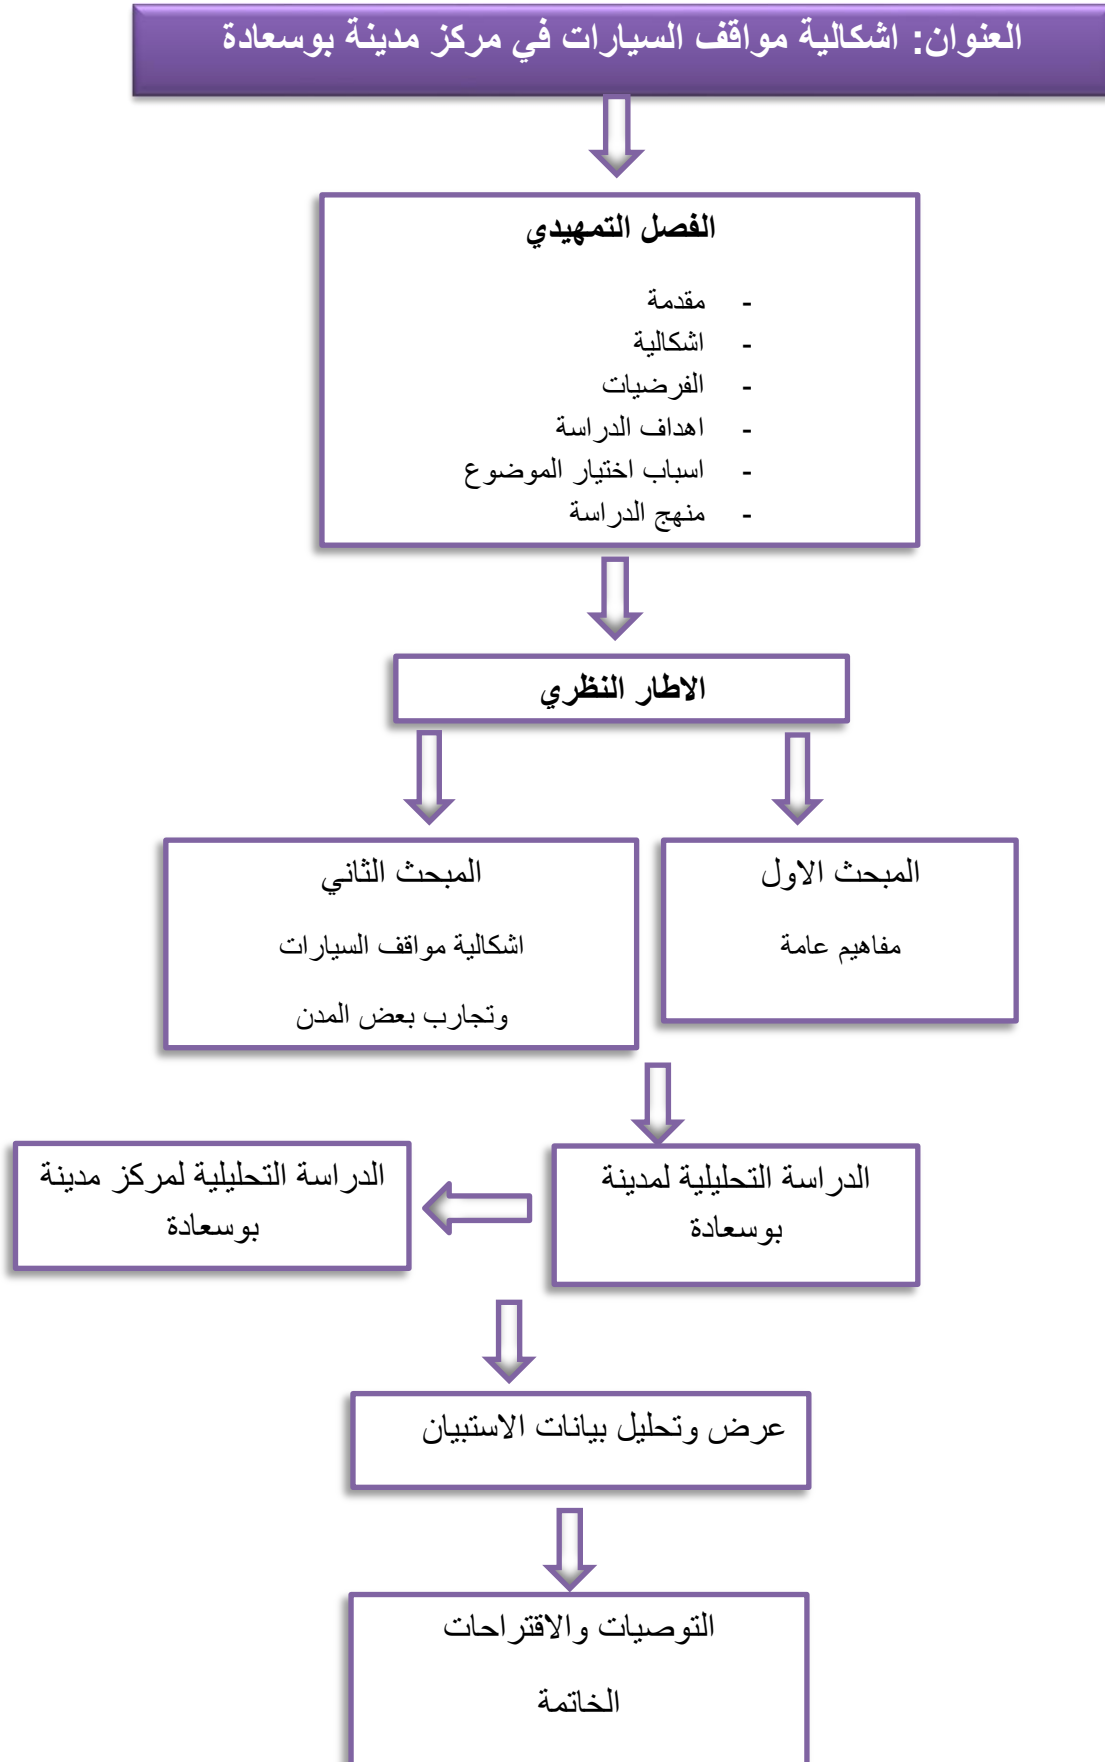 العنوان: اشكالية مواقف السيارات في مركز مدينة بوسعادة
الفصل التمهيدي
- مقدمة
- اشكالية
- الفرضيات
- اهداف الدراسة
- اسباب اختيار الموضوع
- منهج الدراسة
الاطار النظري
المبحث الاول
مفاهيم عامة
المبحث الثاني
اشكالية مواقف السيارات
وتجارب بعض المدن
الدراسة التحليلية لمدينة
بوسعادة
الدراسة التحليلية لمركز مدينة
بوسعادة
عرض وتحليل بيانات الاستبيان
التوصيات والاقتراحات
الخاتمة